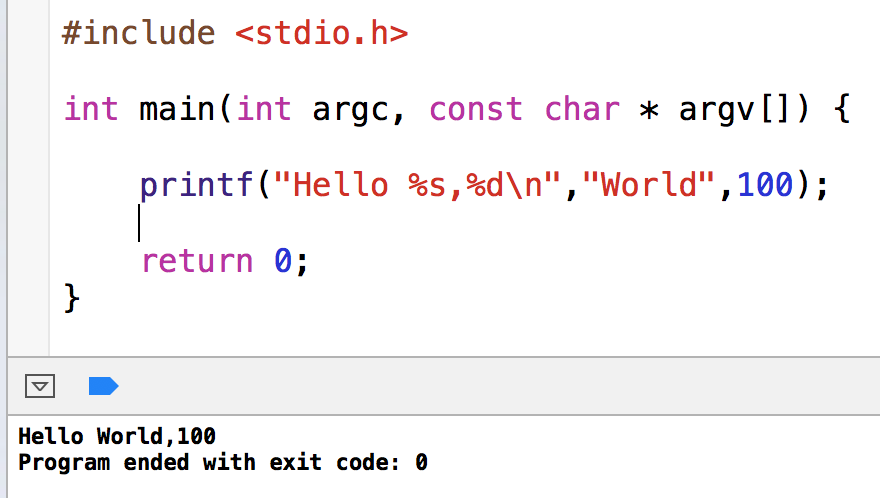 #include <stdio.h>
int main(int argc, const char * argv[]) {
printf("Hello %s,%d\n","World",100);
return 0;
}
Hello World,100
Program ended with exit code: 0